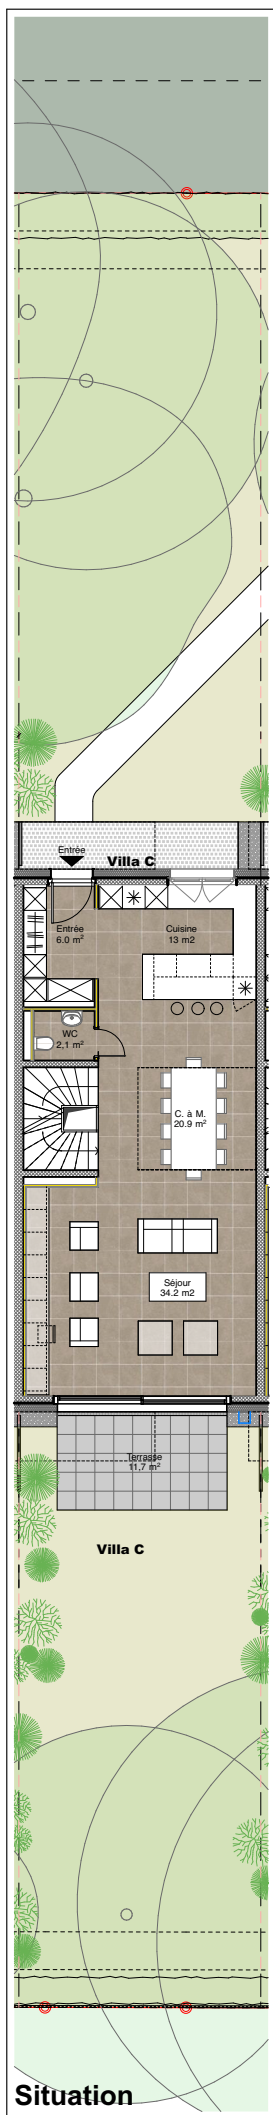 Entrée
Villa C
Entrée
6.0 m²
Cuisine
13 m2
WC
2,1 m²
C. à M.
20.9 m²
Séjour
34.2 m2
Terrasse
11,7 m²
Villa C
Situation